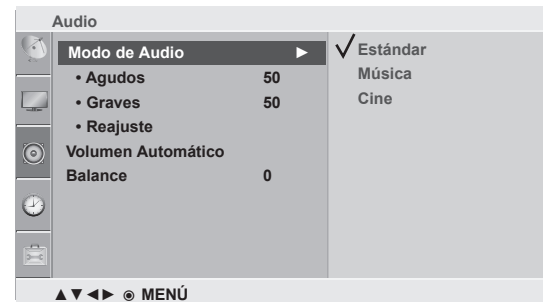 Audio
Modo de Audio ►
• Agudos 50
• Graves 50
• Reajuste
Volumen Automático
Balance 0
✓ Estándar
Música
Cine
▲▼◄► ◉ MENÚ